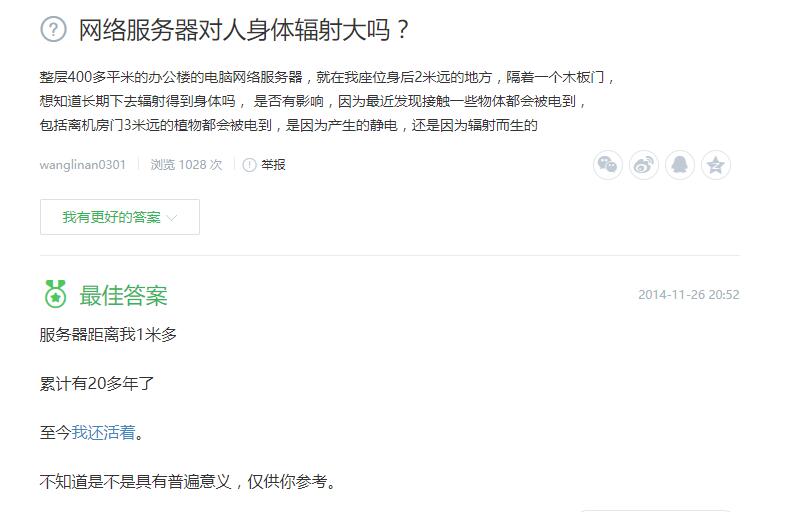 网络服务器对人身体辐射大吗？
整层400多平米的办公楼的电脑网络服务器，就在我座位身后2米远的地方，隔着一个木板门，
想知道长期下去辐射得到身体吗， 是否有影响，因为最近发现接触一些物体都会被电到，
包括离机房门3米远的植物都会被电到，是因为产生的静电，还是因为辐射而生的
wanglinan0301 浏览 1028 次 举报
我有更好的答案
最佳答案 2014-11-26 20:52
服务器距离我1米多
累计有20多年了
至今我还活着。
不知道是不是具有普遍意义，仅供你参考。